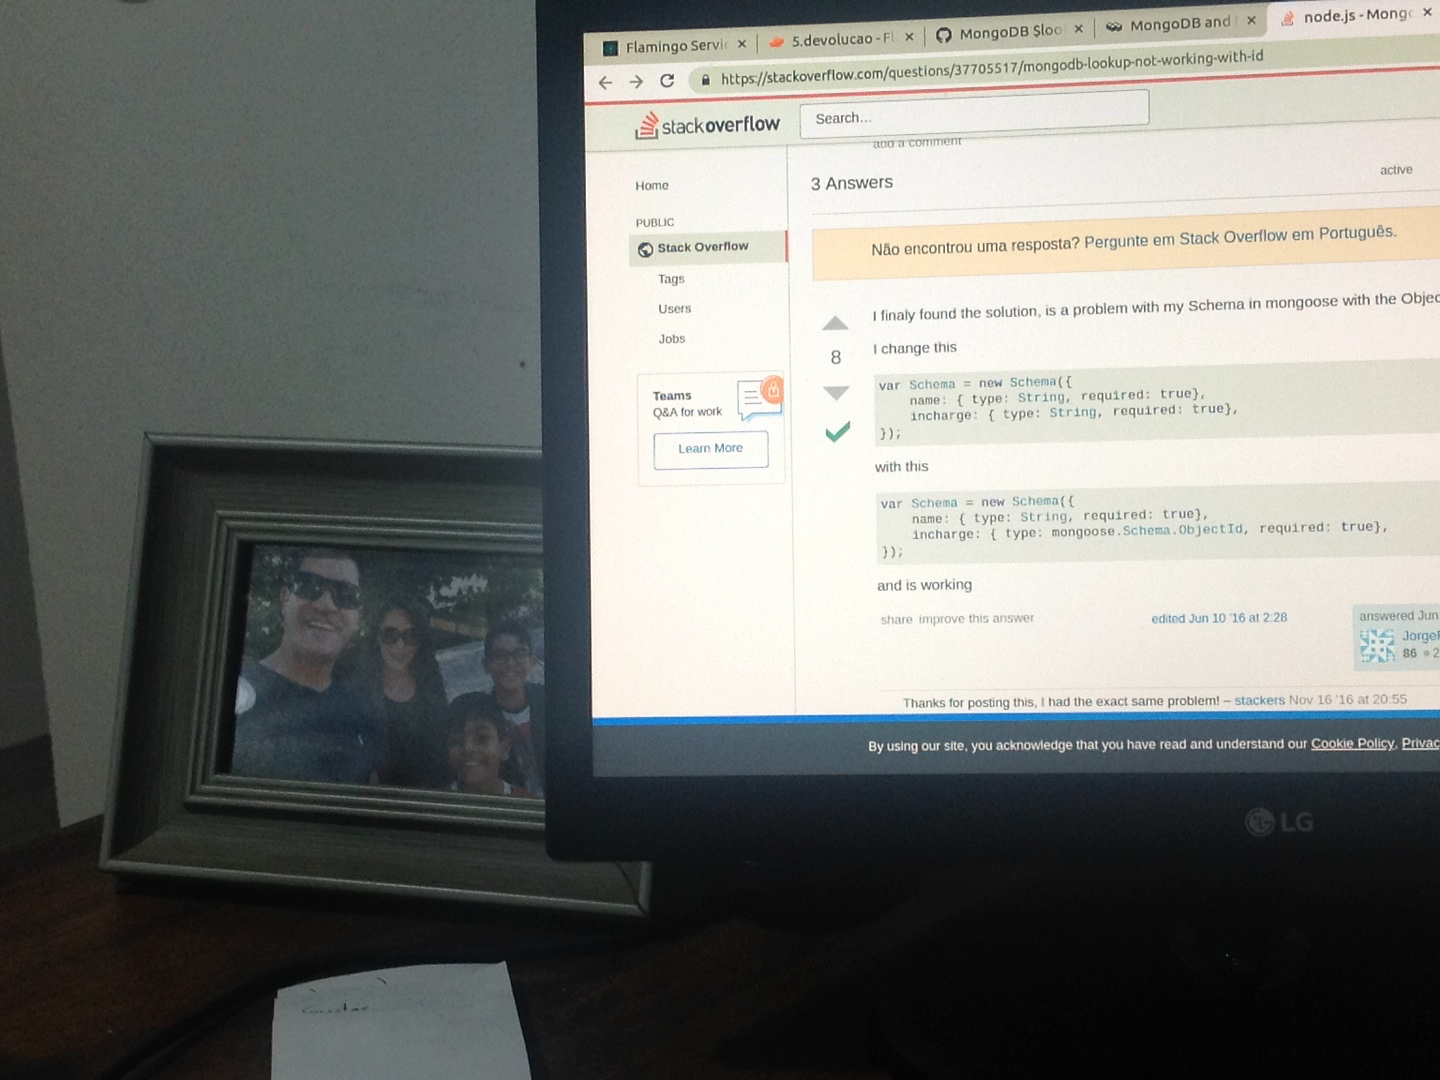 Flamingo Servic
5.devolucao - Fl
MongoDB $loo
MongoDB and
node.js - Mongo
https://stackoverflow.com/questions/37705517/mongodb-lookup-not-working-with-id
stackoverflow
Search...
add a comment
Home
3 Answers
active
PUBLIC
Stack Overflow
Não encontrou uma resposta? Pergunte em Stack Overflow em Português.
Tags
Users
Jobs
I finaly found the solution, is a problem with my Schema in mongoose with the Objec
8
I change this
Teams
Q&A for work
Learn More
var Schema = new Schema({
name: { type: String, required: true},
incharge: { type: String, required: true},
});
with this
var Schema = new Schema({
name: { type: String, required: true},
incharge: { type: mongoose.Schema.ObjectId, required: true},
});
and is working
share improve this answer
edited Jun 10 '16 at 2:28
answered Jun
Jorge
86 2
Thanks for posting this, I had the exact same problem! – stackers Nov 16 '16 at 20:55
By using our site, you acknowledge that you have read and understand our Cookie Policy, Privac
LG